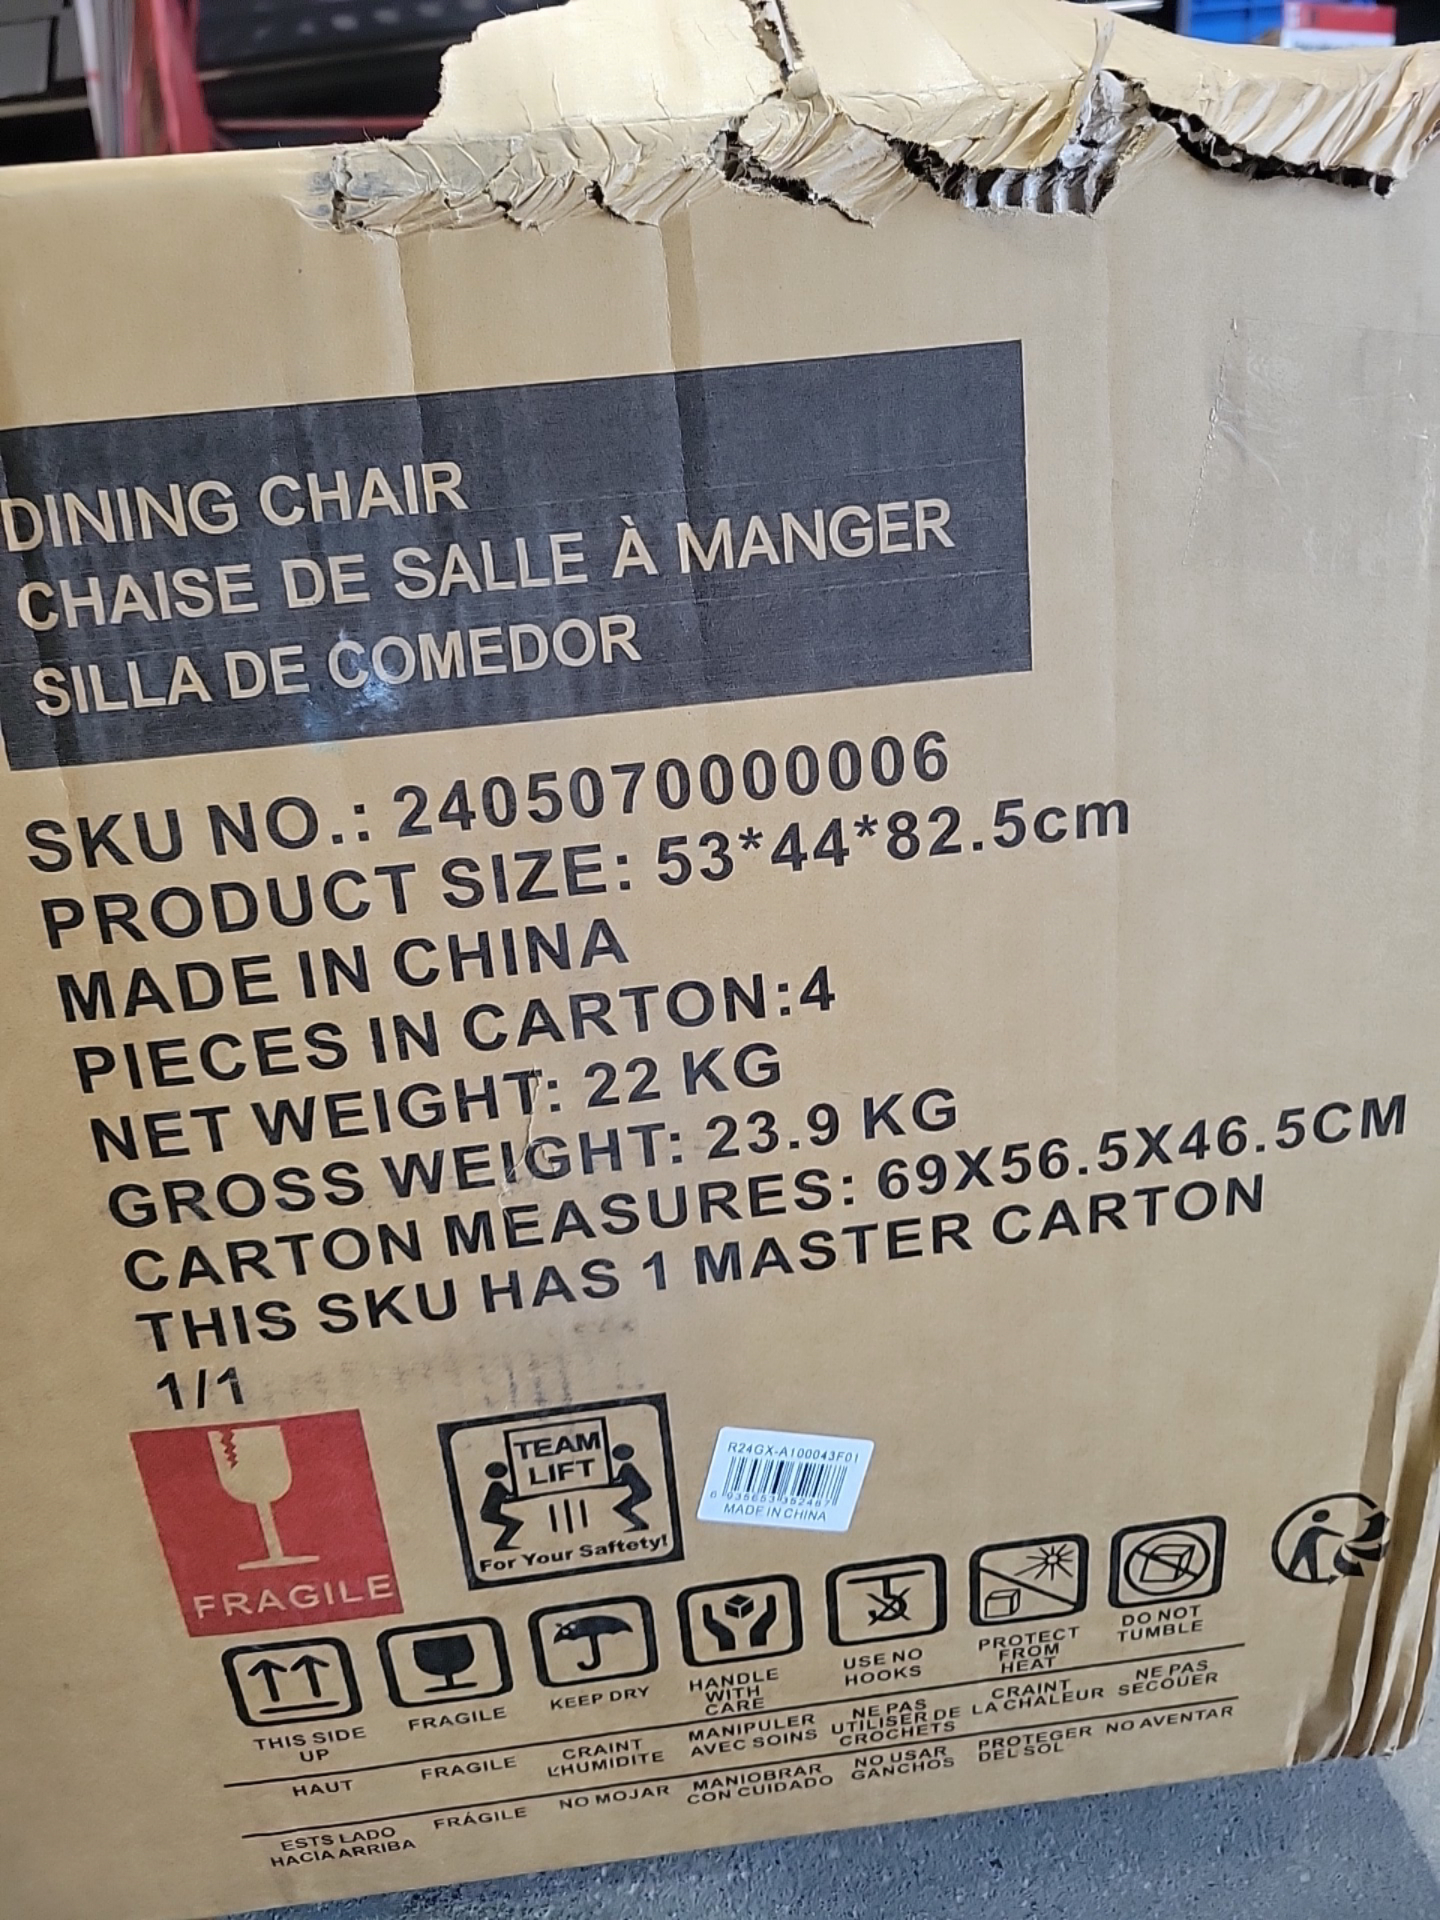 DINING CHAIR
CHAISE DE SALLE À MANGER
SILLA DE COMEDOR
SKU NO.: 2405070000006
PRODUCT SIZE: 53*44*82.5cm
MADE IN CHINA
PIECES IN CARTON:4
NET WEIGHT: 22 KG
GROSS WEIGHT: 23.9 KG
CARTON MEASURES: 69X56.5X46.5CM
THIS SKU HAS 1 MASTER CARTON
1/1
FRAGILE
TEAM
LIFT
For Your Saftety!
R24GX-A100043F01
6 935653 352467
MADE IN CHINA
THIS SIDE
UP
FRAGILE
KEEP DRY
HANDLE
WITH
CARE
USE NO
HOOKS
PROTECT
FROM
HEAT
DO NOT
TUMBLE
HAUT
FRAGILE
CRAINT
L'HUMIDITE
MANIPULER
AVEC SOINS
NE PAS
UTILISER DE
CROCHETS
CRAINT
LA CHALEUR
NE PAS
SECOUER
ESTS LADO
HACIA ARRIBA
FRÁGILE
NO MOJAR
MANIOBRAR
CON CUIDADO
NO USAR
GANCHOS
PROTEGER
DEL SOL
NO AVENTAR